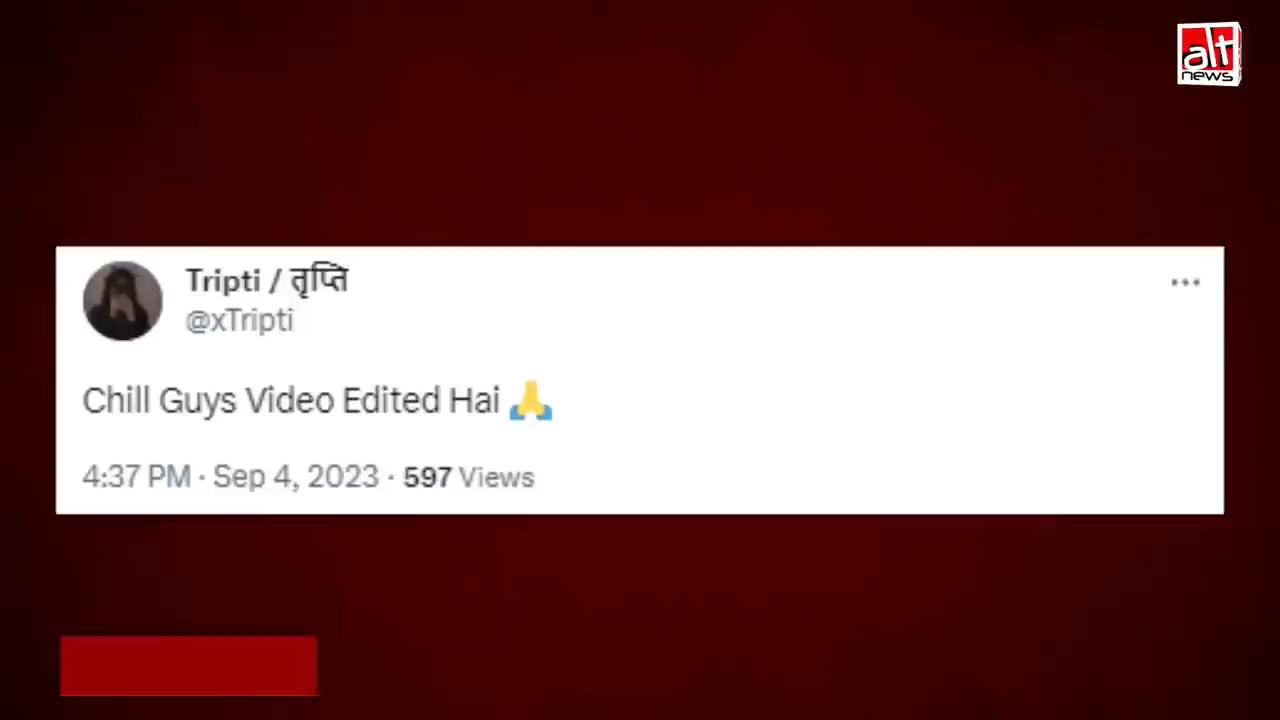 alt
news
Tripti / तृप्ति
@xTripti
Chill Guys Video Edited Hai 🙏
4:37 PM · Sep 4, 2023 · 597 Views